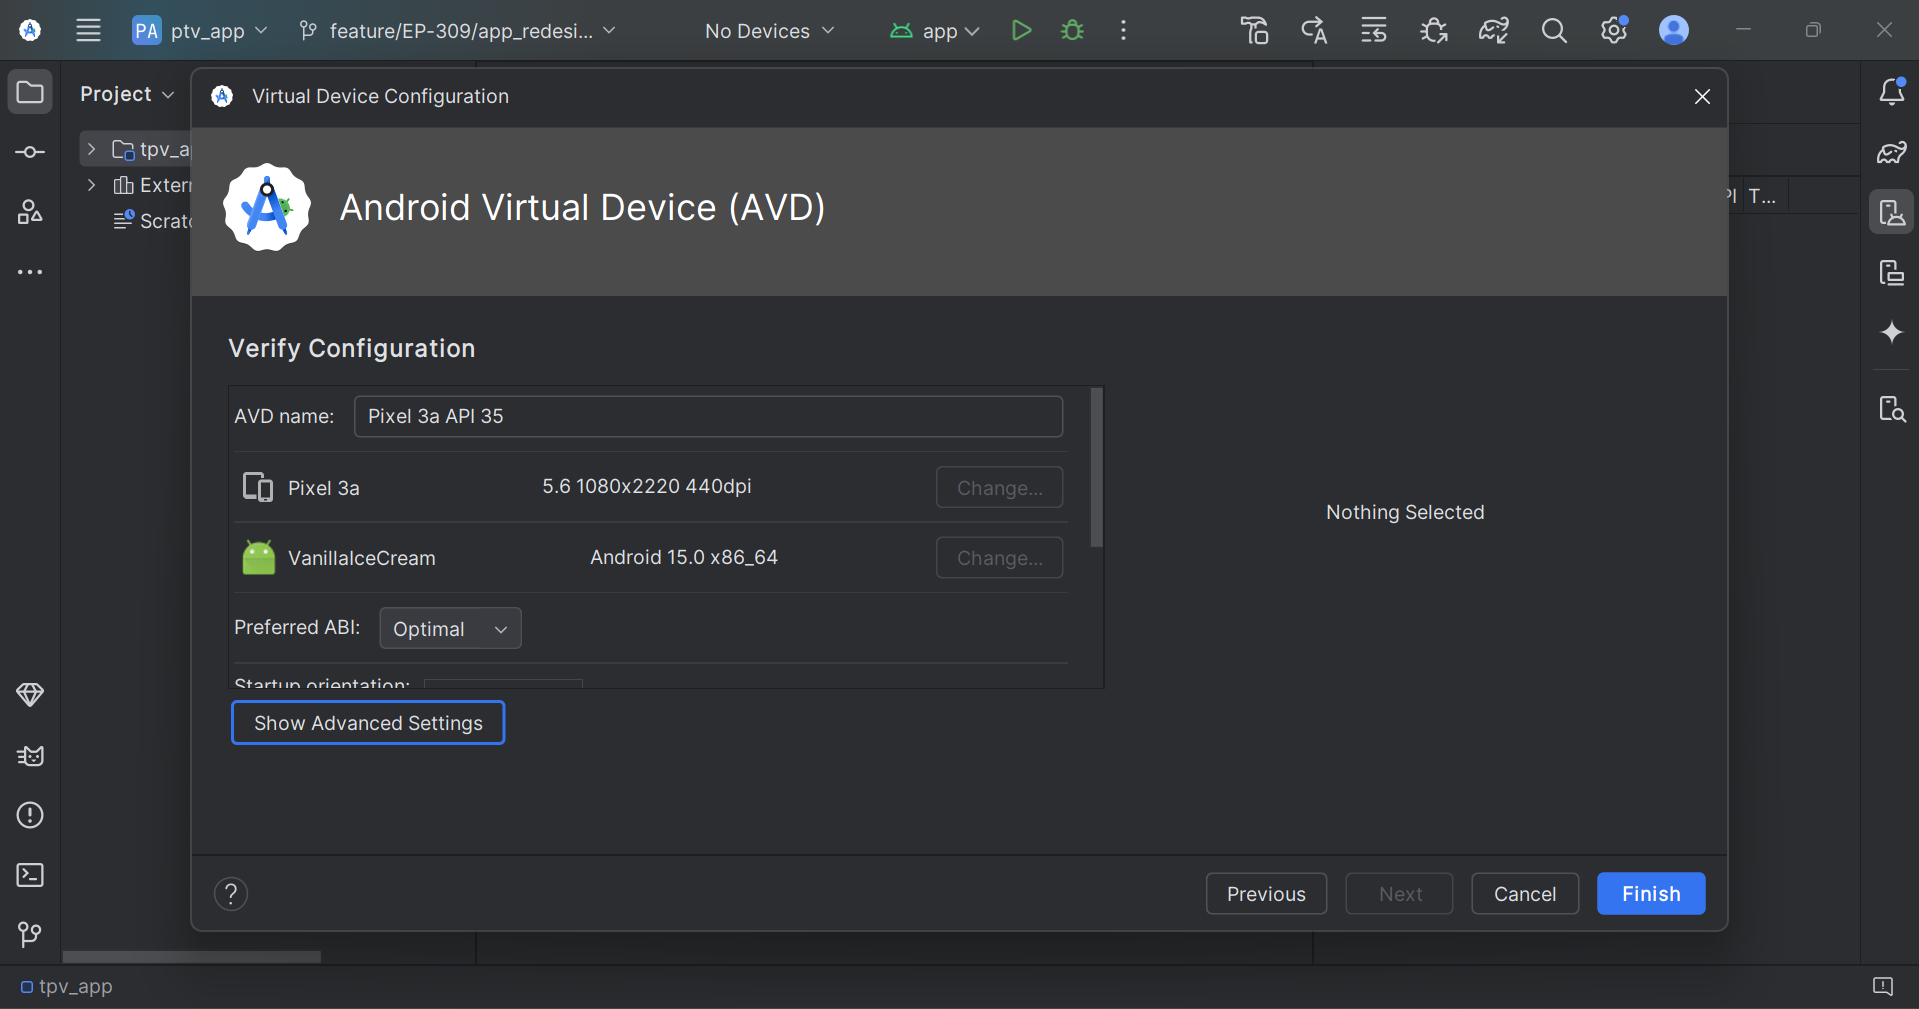 PA ptv_app feature/EP-309/app_redesi... No Devices app
Project
Virtual Device Configuration
tpv_a
Exter
Scrat
T...
Android Virtual Device (AVD)
Verify Configuration
AVD name: Pixel 3a API 35
Pixel 3a 5.6 1080x2220 440dpi Change...
VanillaIceCream Android 15.0 x86_64 Change...
Preferred ABI: Optimal
Startup orientation:
Nothing Selected
Show Advanced Settings
? Previous Next Cancel Finish
tpv_app